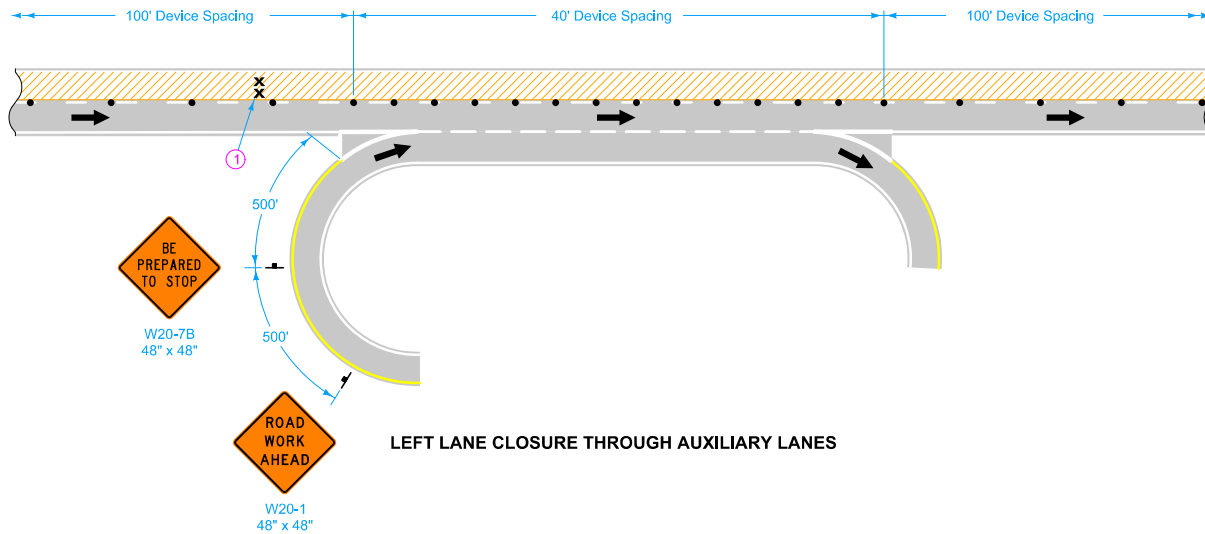 100' Device Spacing
40' Device Spacing
100' Device Spacing
X
X
1
500'
BE
PREPARED
TO STOP
W20-7B
48" x 48"
500'
ROAD
WORK
AHEAD
LEFT LANE CLOSURE THROUGH AUXILIARY LANES
W20-1
48" x 48"